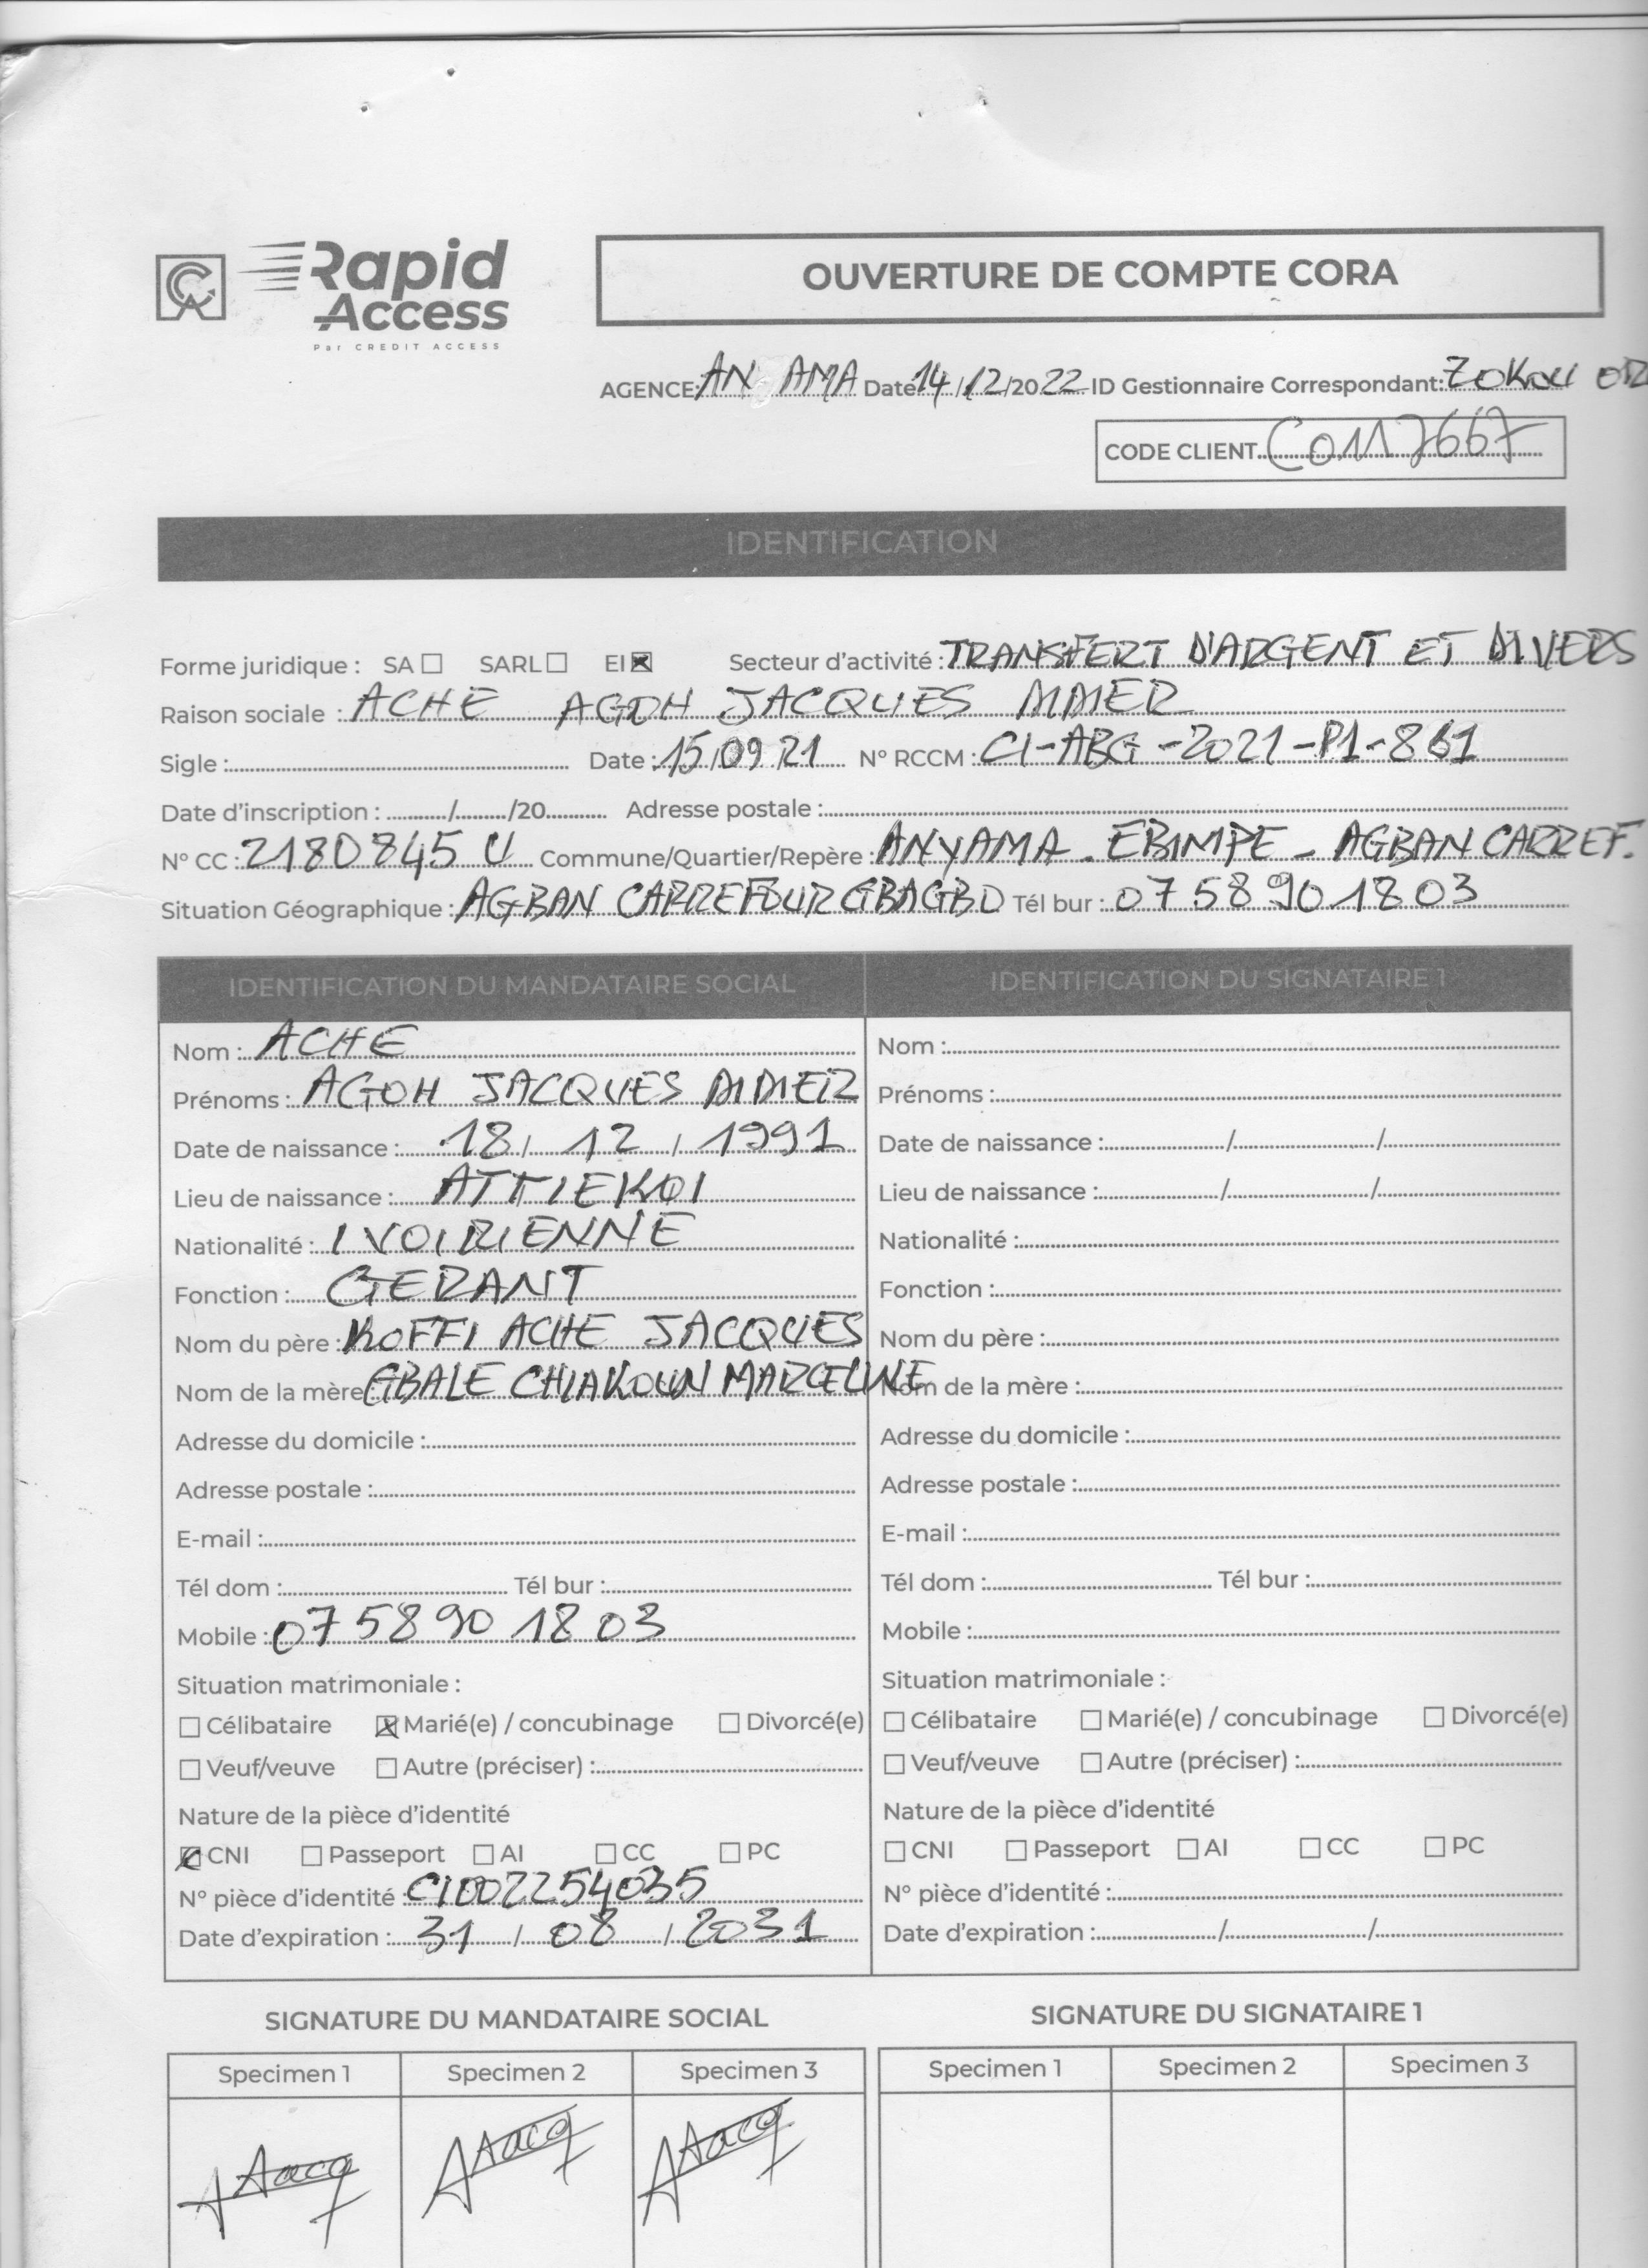 Rapid
Access
Par CREDIT ACCESS
OUVERTURE DE COMPTE CORA
AGENCE: AN AMA Date 14/12/2022 ID Gestionnaire Correspondant: ZOKOU
CODE CLIENT C0117667
IDENTIFICATION
Forme juridique : SA ☐ SARL ☐ EI ☒ Secteur d'activité : TRANSFERT D'ARGENT ET DIVERS
Raison sociale : ACHE AGOH JACQUES DIDIER
Sigle : Date : 15/09/21 N° RCCM : CI-ABG-2021-P1-861
Date d'inscription : ......../......../20........ Adresse postale :
N° CC : 2180845 U Commune/Quartier/Repère : ANYAMA - EBIMPE - AGBAN CARREF.
Situation Géographique : AGBAN CARREFOUR GBAGBO Tél bur : 07 58 90 18 03
IDENTIFICATION DU MANDATAIRE SOCIAL
Nom : ACHE
Prénoms : AGOH JACQUES DIDIER
Date de naissance : 18 / 12 / 1991
Lieu de naissance : ATTIEKOI
Nationalité : IVOIRIENNE
Fonction : GERANT
Nom du père : KOFFI ACHE JACQUES
Nom de la mère GBALE CHIAKOUN MARCELINE
Adresse du domicile :
Adresse postale :
E-mail :
Tél dom : Tél bur :
Mobile : 07 58 90 18 03
Situation matrimoniale :
☐ Célibataire ☒ Marié(e) / concubinage ☐ Divorcé(e)
☐ Veuf/veuve ☐ Autre (préciser) :
Nature de la pièce d'identité
☒ CNI ☐ Passeport ☐ AI ☐ CC ☐ PC
N° pièce d'identité : CI002254035
Date d'expiration : 31 / 08 / 2031
IDENTIFICATION DU SIGNATAIRE 1
Nom :
Prénoms :
Date de naissance : ......../......../........
Lieu de naissance : ......../......../........
Nationalité :
Fonction :
Nom du père :
Nom de la mère :
Adresse du domicile :
Adresse postale :
E-mail :
Tél dom : Tél bur :
Mobile :
Situation matrimoniale :
☐ Célibataire ☐ Marié(e) / concubinage ☐ Divorcé(e)
☐ Veuf/veuve ☐ Autre (préciser) :
Nature de la pièce d'identité
☐ CNI ☐ Passeport ☐ AI ☐ CC ☐ PC
N° pièce d'identité :
Date d'expiration : ......../......../........
SIGNATURE DU MANDATAIRE SOCIAL
Specimen 1 Specimen 2 Specimen 3
SIGNATURE DU SIGNATAIRE 1
Specimen 1 Specimen 2 Specimen 3